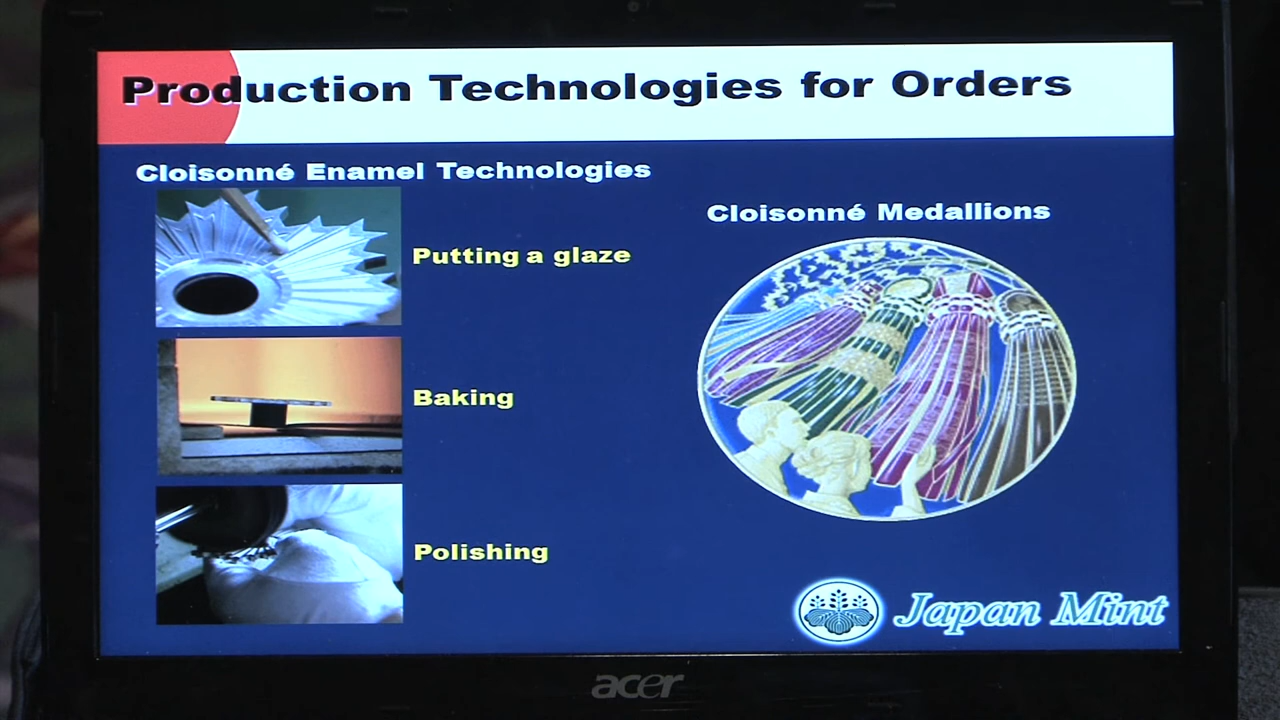 Production Technologies for Orders
Cloisonné Enamel Technologies
Cloisonné Medallions
Putting a glaze
Baking
Polishing
Japan Mint
acer